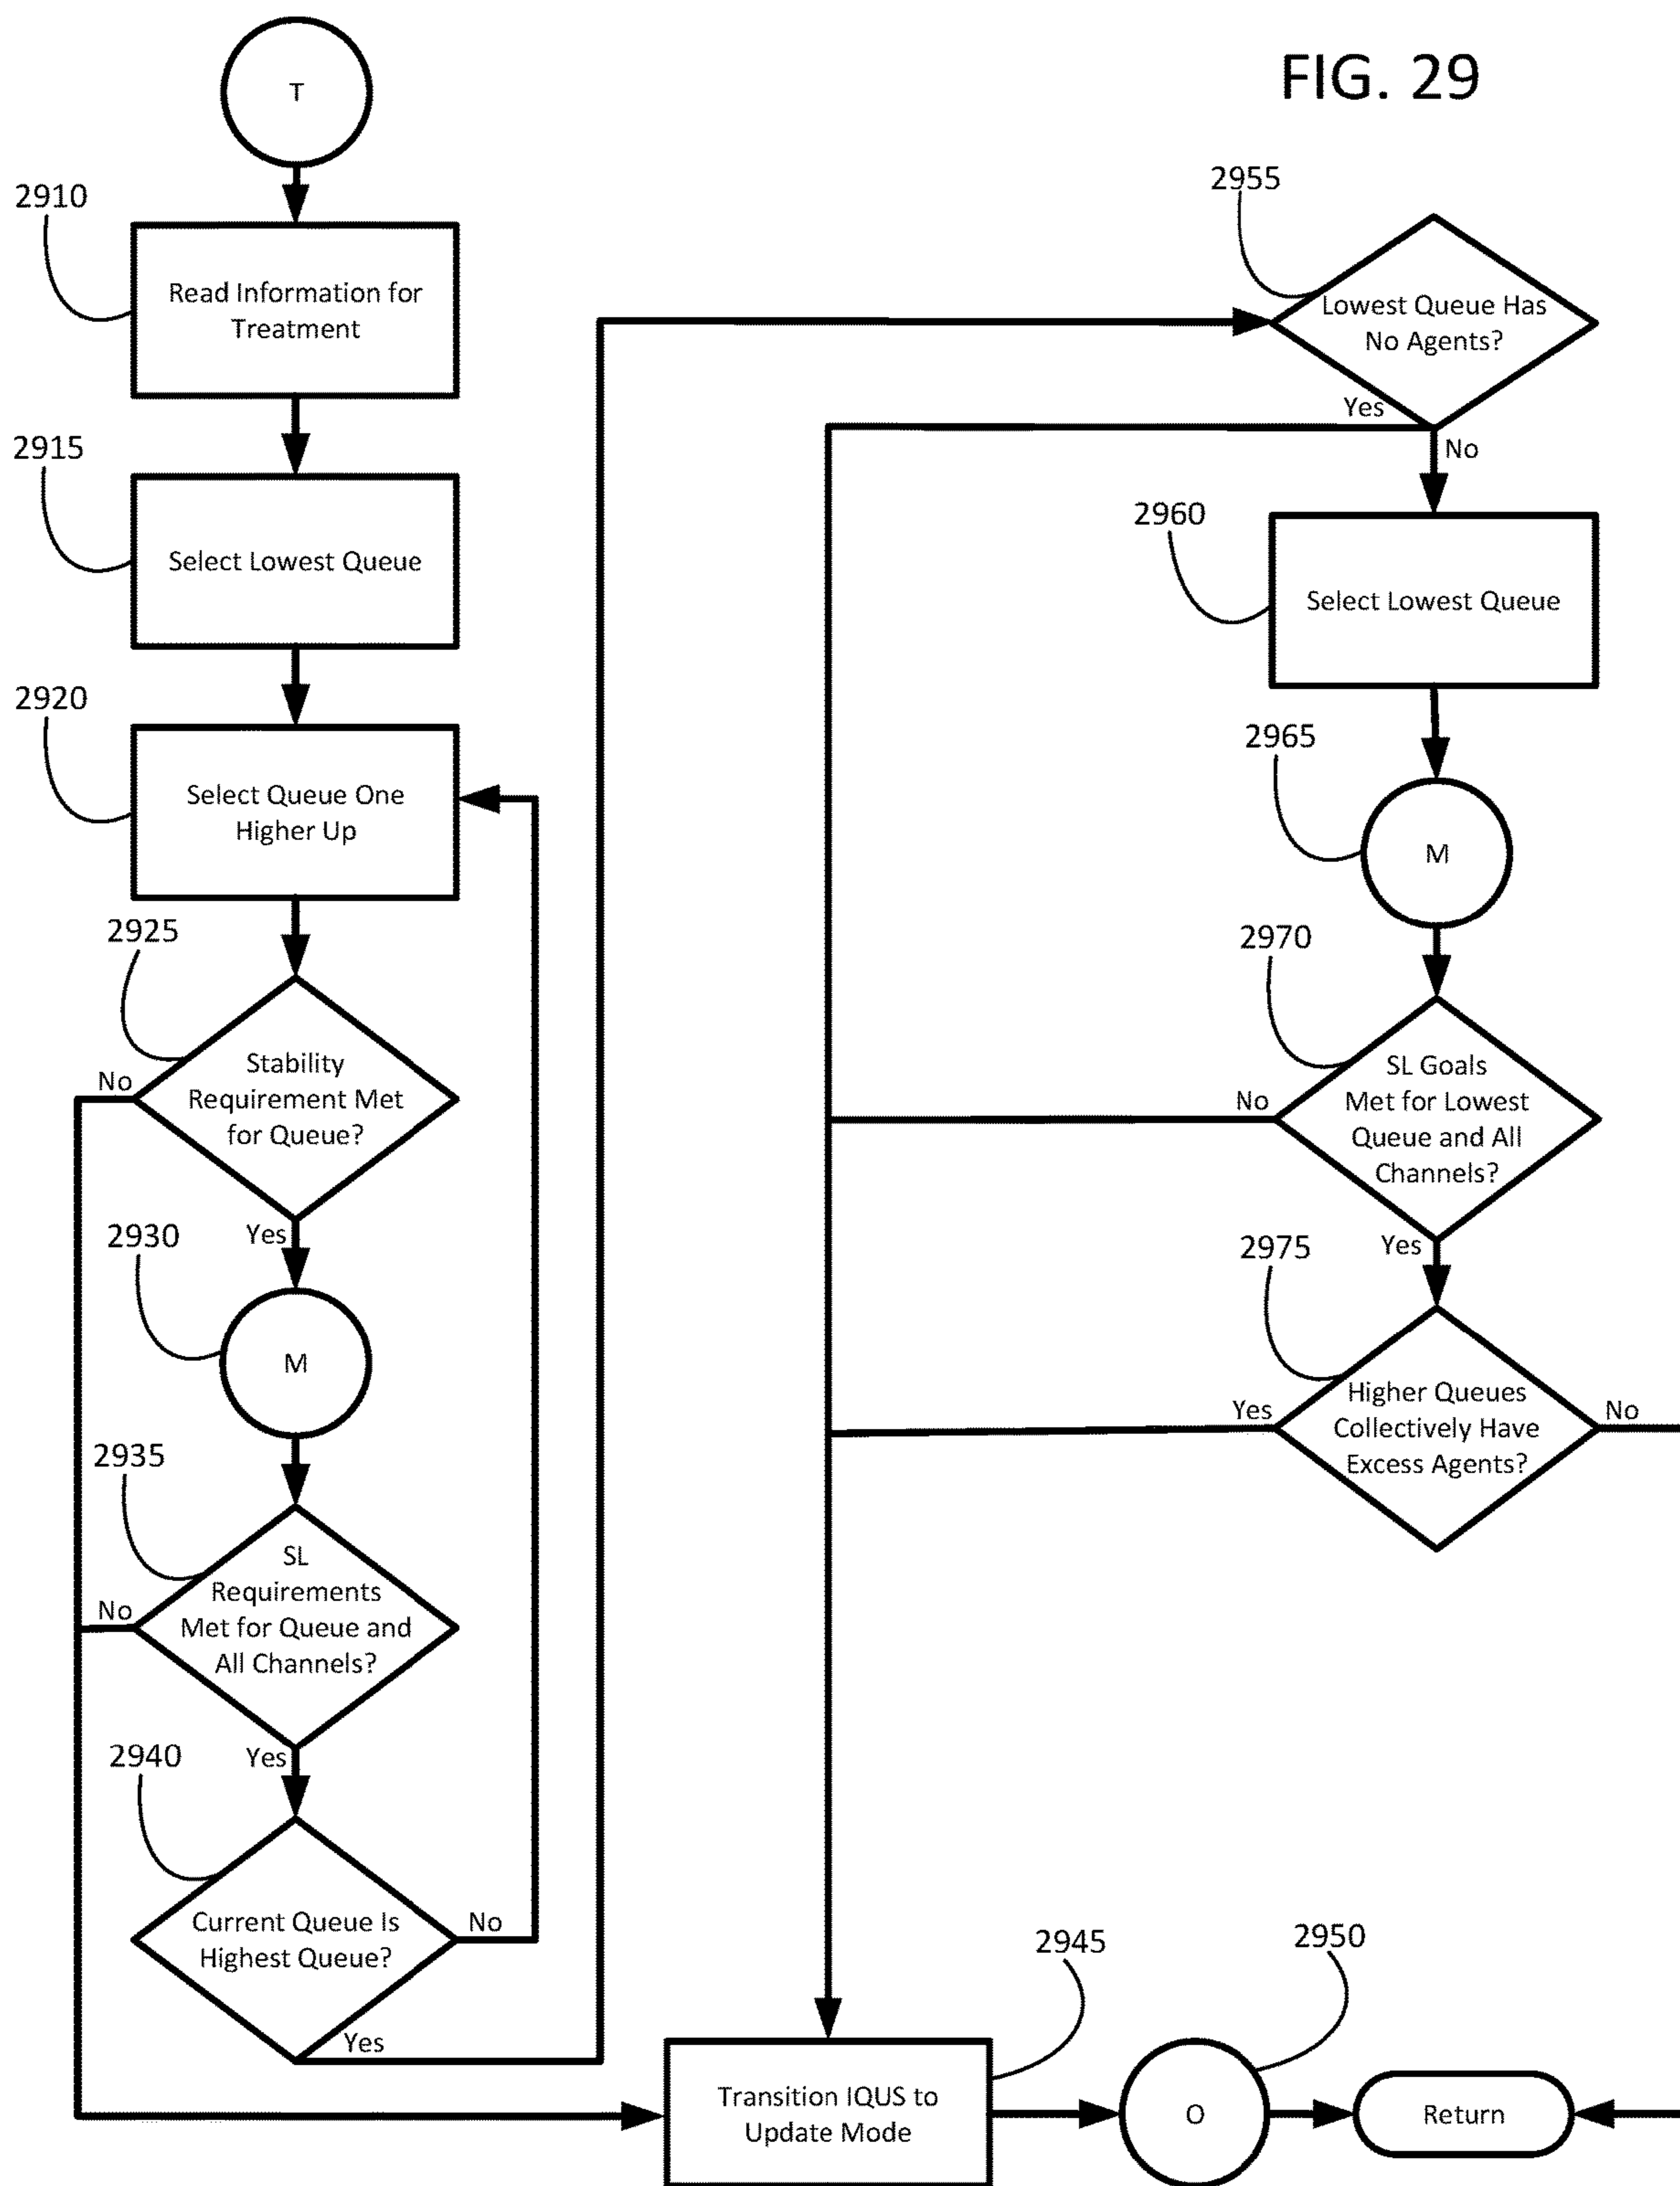 FIG. 29
T
2910
Read Information for
Treatment
2915
Select Lowest Queue
2920
Select Queue One
Higher Up
2925
Stability
Requirement Met
for Queue?
No
Yes
2930
M
2935
SL
Requirements
Met for Queue and
All Channels?
No
Yes
2940
Current Queue Is
Highest Queue?
No
Yes
2955
Lowest Queue Has
No Agents?
Yes
No
2960
Select Lowest Queue
2965
M
2970
SL Goals
Met for Lowest
Queue and All
Channels?
No
Yes
2975
Higher Queues
Collectively Have
Excess Agents?
Yes
No
2945
Transition IQUS to
Update Mode
2950
O
Return